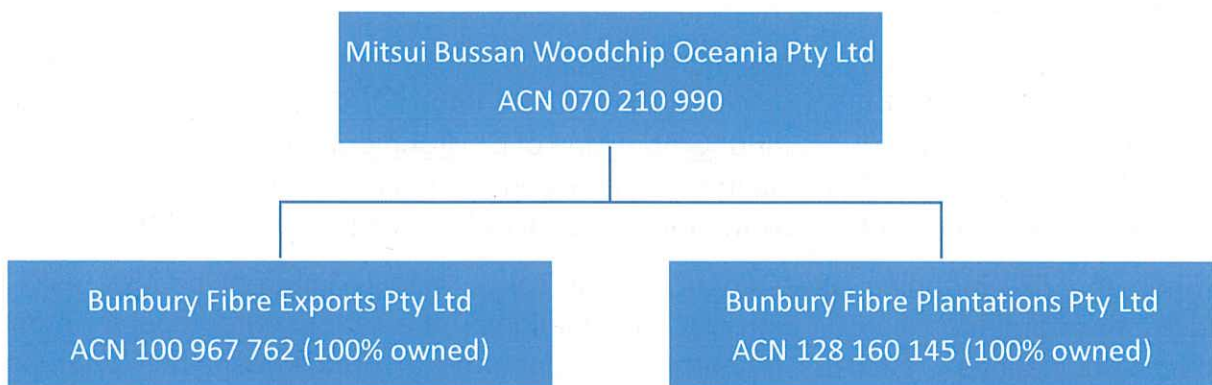 Mitsui Bussan Woodchip Oceania Pty Ltd
ACN 070 210 990
Bunbury Fibre Exports Pty Ltd
ACN 100 967 762 (100% owned)
Bunbury Fibre Plantations Pty Ltd
ACN 128 160 145 (100% owned)